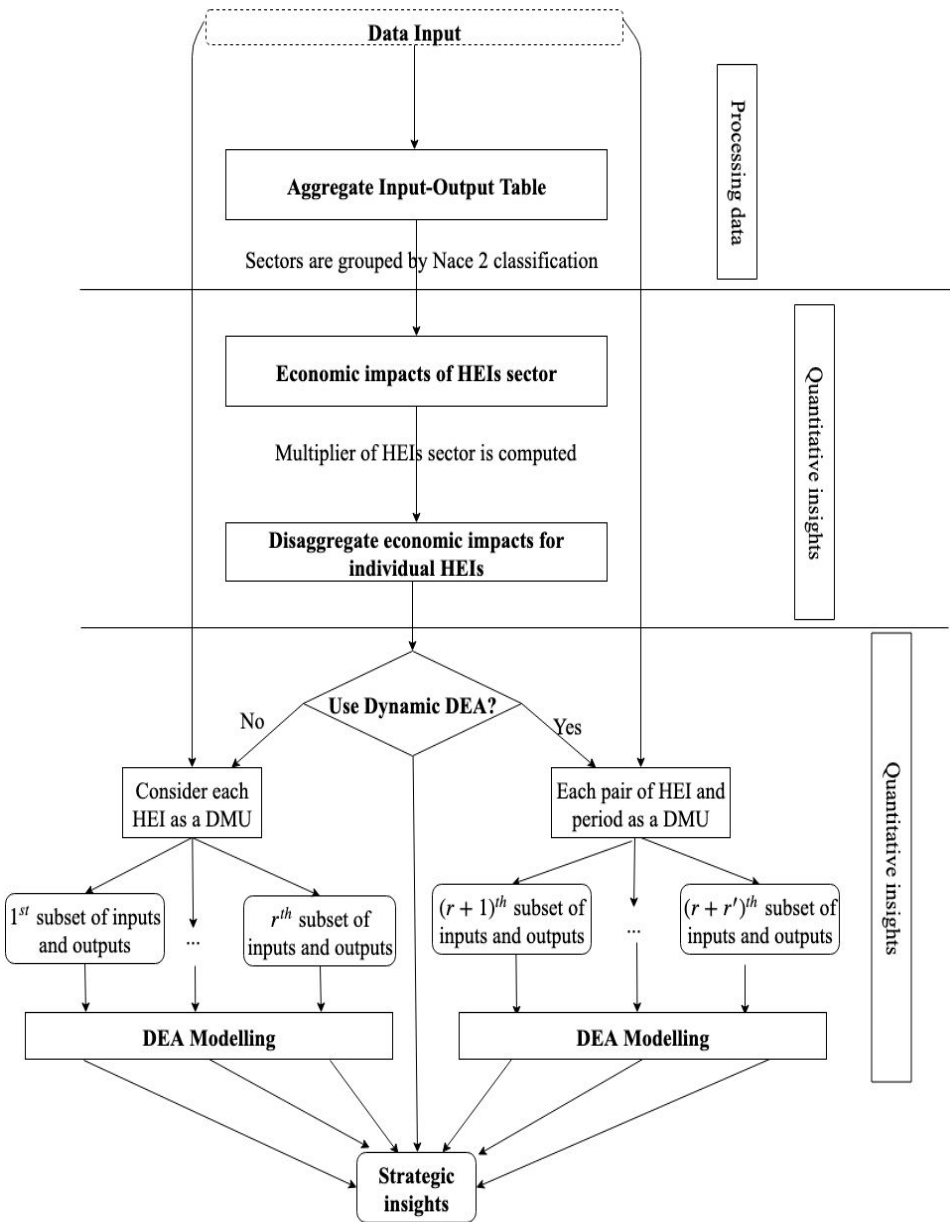 Data Input
Processing data
Aggregate Input-Output Table
Sectors are grouped by Nace 2 classification
Economic impacts of HEIs sector
Quantitative insights
Multiplier of HEIs sector is computed
Disaggregate economic impacts for
individual HEIs
Use Dynamic DEA?
No
Yes
Consider each
HEI as a DMU
Each pair of HEI and
period as a DMU
Quantitative insights
1st subset of inputs
and outputs
...
rth subset of
inputs and outputs
(r + 1)th subset of
inputs and outputs
...
(r + r′)th subset of
inputs and outputs
DEA Modelling
DEA Modelling
Strategic
insights